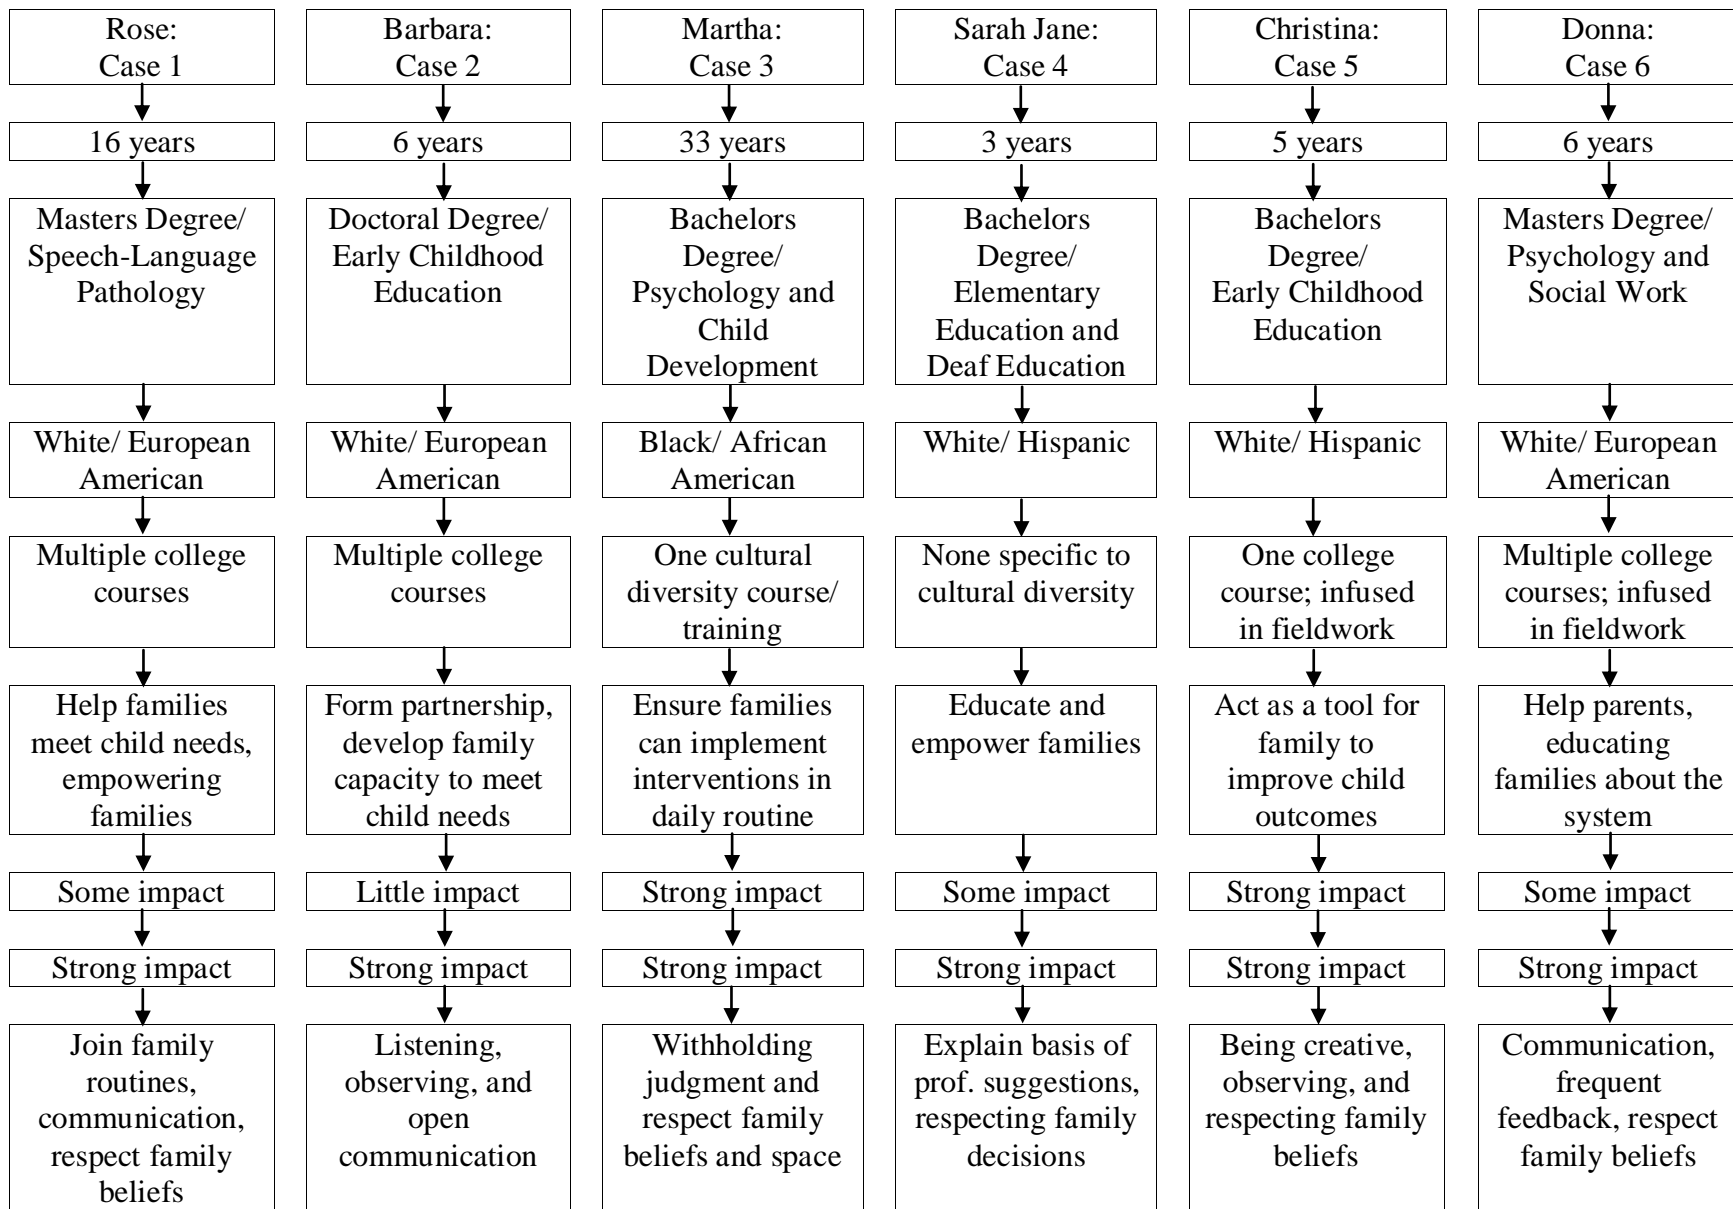 Rose:
Case 1
16 years
Masters Degree/
Speech-Language
Pathology
White/ European
American
Multiple college
courses
Help families
meet child needs,
empowering
families
Some impact
Strong impact
Join family
routines,
communication,
respect family
beliefs
Barbara:
Case 2
6 years
Doctoral Degree/
Early Childhood
Education
White/ European
American
Multiple college
courses
Form partnership,
develop family
capacity to meet
child needs
Little impact
Strong impact
Listening,
observing, and
open
communication
Martha:
Case 3
33 years
Bachelors
Degree/
Psychology and
Child
Development
Black/ African
American
One cultural
diversity course/
training
Ensure families
can implement
interventions in
daily routine
Strong impact
Strong impact
Withholding
judgment and
respect family
beliefs and space
Sarah Jane:
Case 4
3 years
Bachelors
Degree/
Elementary
Education and
Deaf Education
White/ Hispanic
None specific to
cultural diversity
Educate and
empower families
Some impact
Strong impact
Explain basis of
prof. suggestions,
respecting family
decisions
Christina:
Case 5
5 years
Bachelors
Degree/
Early Childhood
Education
White/ Hispanic
One college
course; infused
in fieldwork
Act as a tool for
family to
improve child
outcomes
Strong impact
Strong impact
Being creative,
observing, and
respecting family
beliefs
Donna:
Case 6
6 years
Masters Degree/
Psychology and
Social Work
White/ European
American
Multiple college
courses; infused
in fieldwork
Help parents,
educating
families about the
system
Some impact
Strong impact
Communication,
frequent
feedback, respect
family beliefs